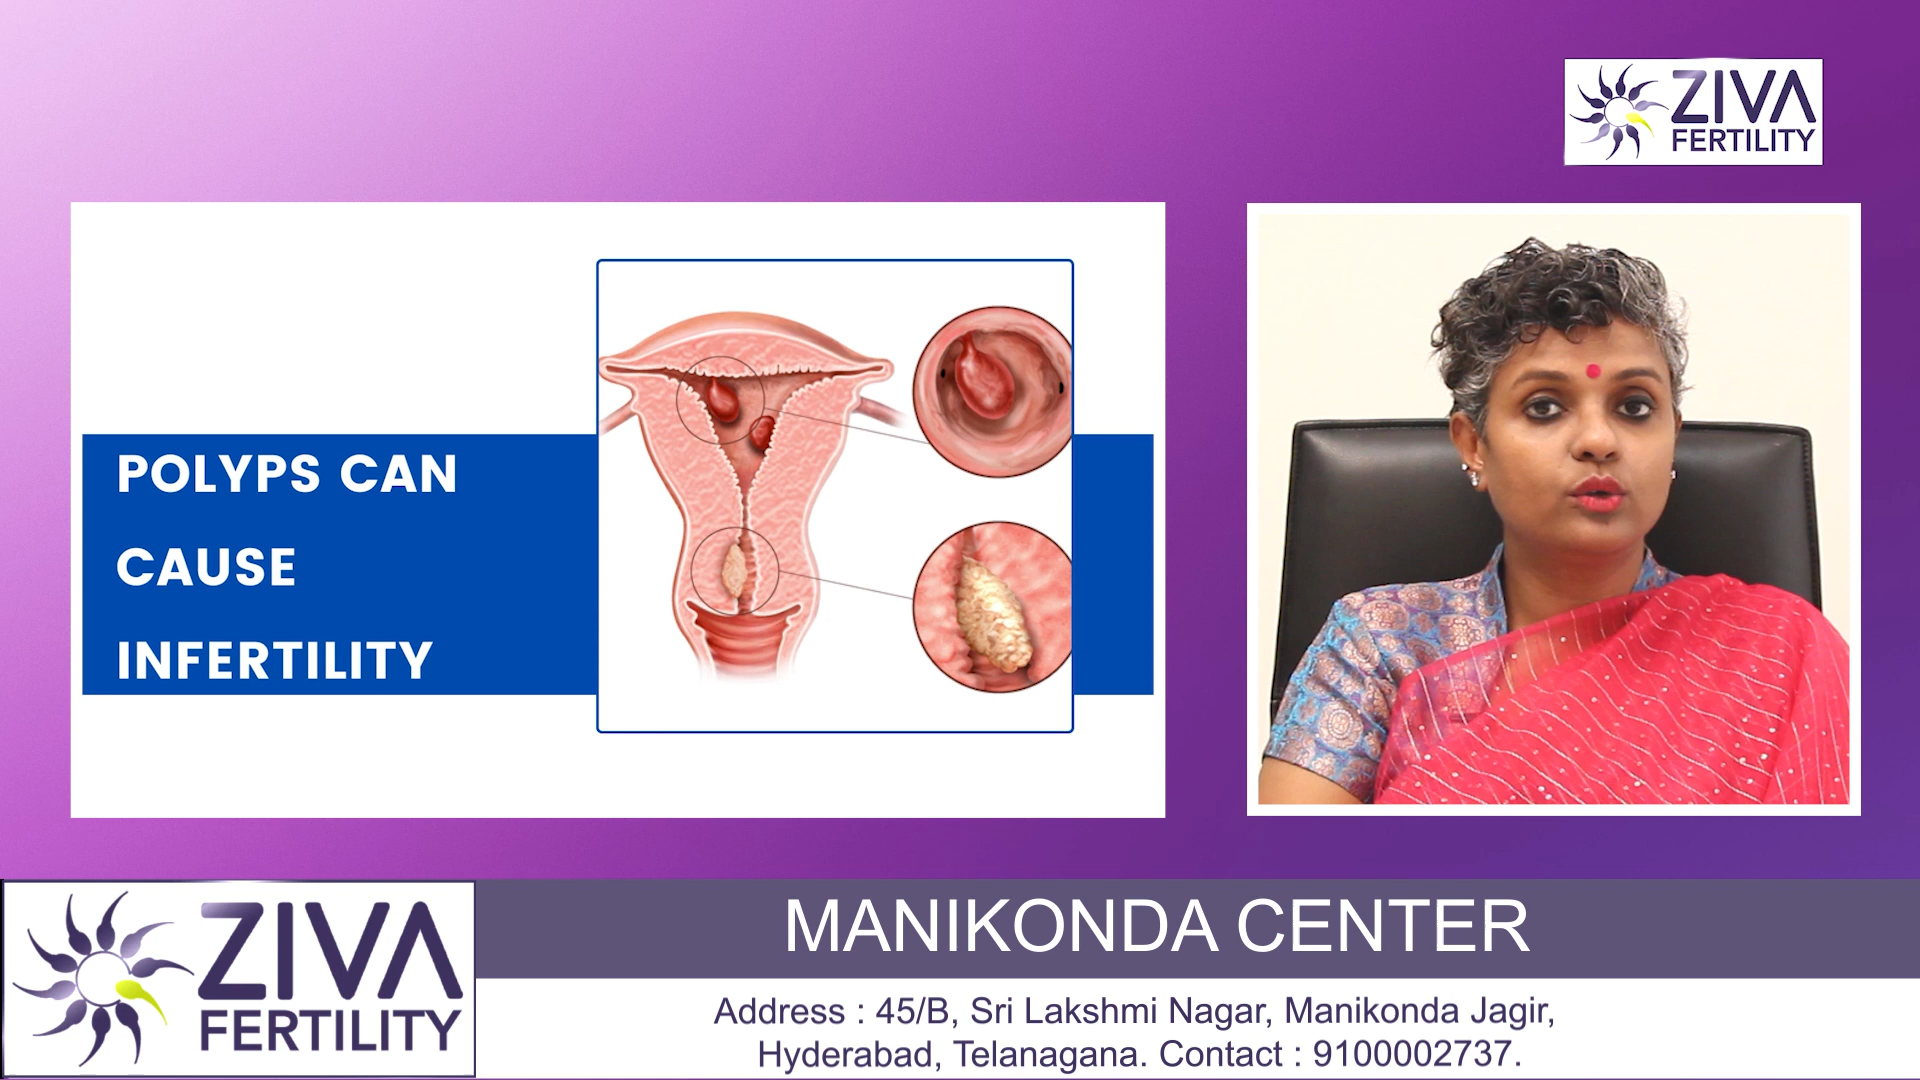 ZIVA
FERTILITY
POLYPS CAN
CAUSE
INFERTILITY
ZIVA
FERTILITY
MANIKONDA CENTER
Address : 45/B, Sri Lakshmi Nagar, Manikonda Jagir,
Hyderabad, Telanagana. Contact : 9100002737.